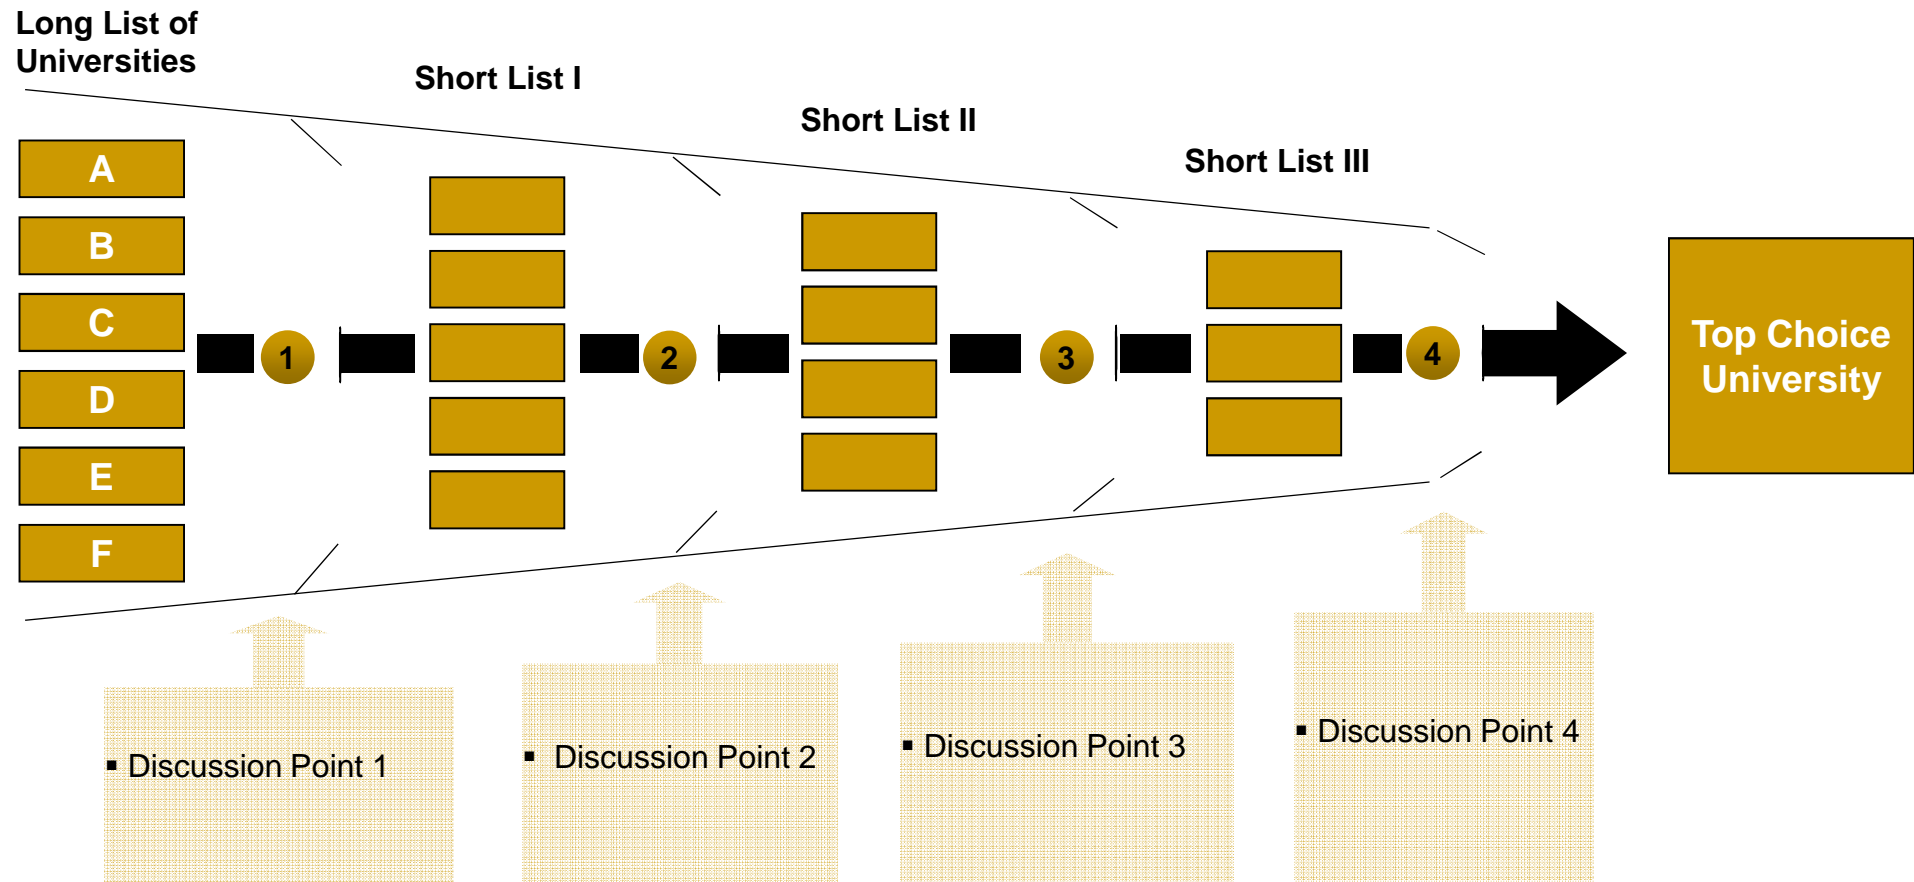 Long List of
Universities
Short List I
Short List II
Short List III
A
B
C
D
E
F
1
2
3
4
Top Choice
University
▪ Discussion Point 1
▪ Discussion Point 2
▪ Discussion Point 3
▪ Discussion Point 4